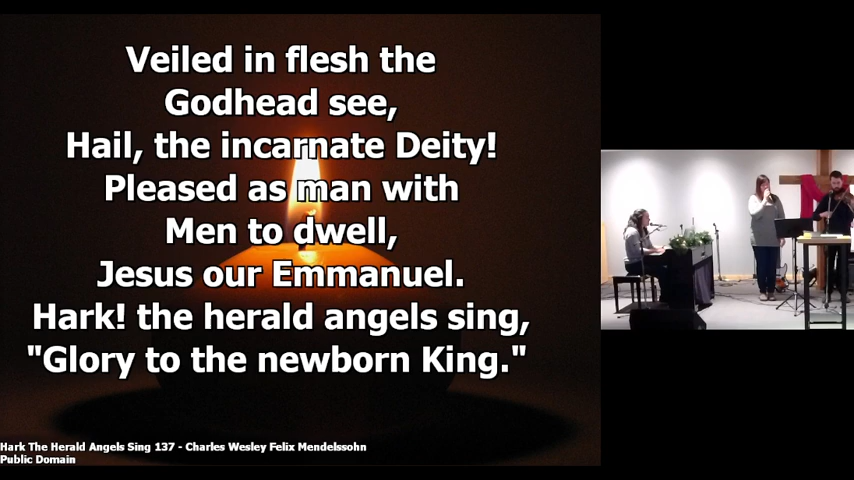 Veiled in flesh the
Godhead see,
Hail, the incarnate Deity!
Pleased as man with
Men to dwell,
Jesus our Emmanuel.
Hark! the herald angels sing,
"Glory to the newborn King."
Hark The Herald Angels Sing 137 - Charles Wesley Felix Mendelssohn
Public Domain